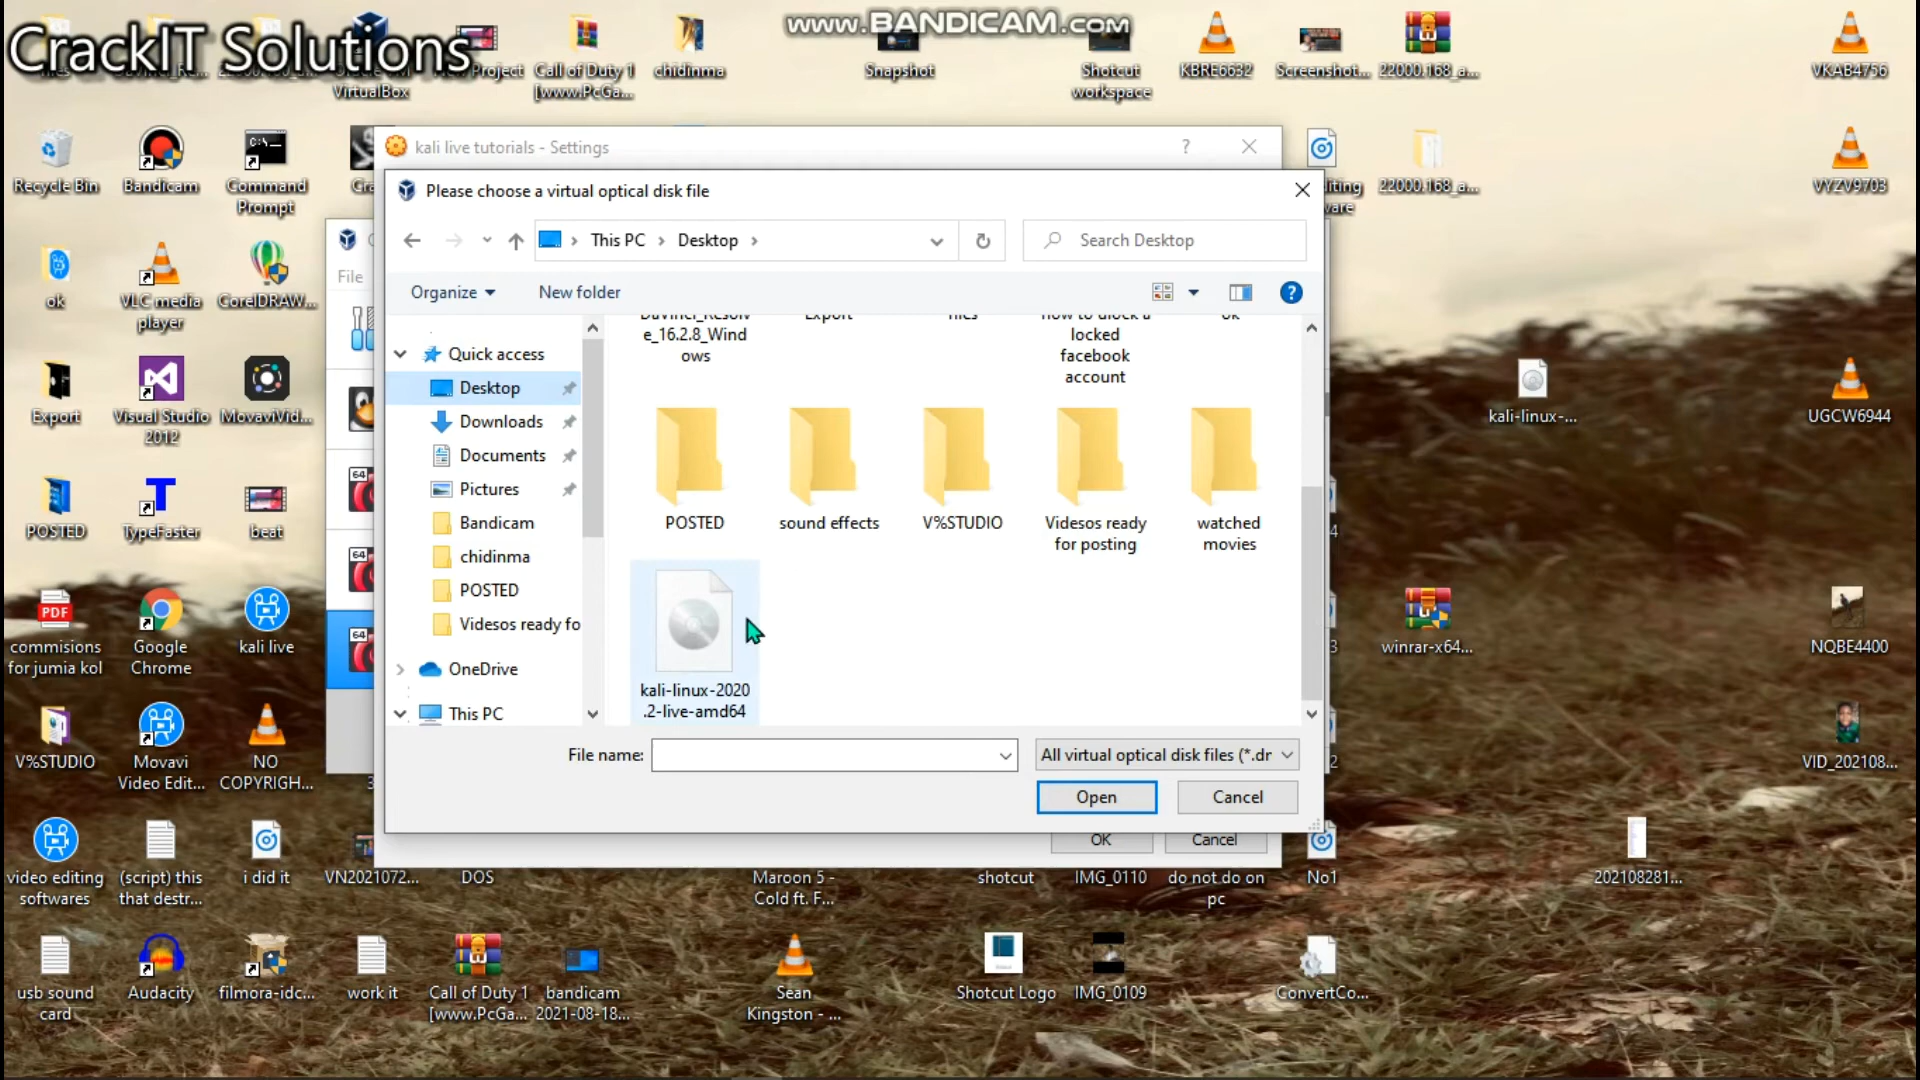 CrackIT Solutions
www.BANDICAM.com
VirtualBox
Project
Call of Duty 1
[www.PcGa...
chidinma
Snapshot
Shotcut
workspace
KBRE6632
Screenshot...
22000.168_a...
VKAB4756
Recycle Bin
Bandicam
Command
Prompt
22000.168_a...
VYZV9703
kali live tutorials - Settings
?
Please choose a virtual optical disk file
This PC
Desktop
Search Desktop
Organize
New folder
?
File
ok
VLC media
player
CorelDRAW...
Quick access
Desktop
Downloads
Documents
Pictures
Bandicam
chidinma
POSTED
Videsos ready fo
OneDrive
This PC
DaVinci_Resolv
e_16.2.8_Wind
ows
Export
files
how to ulock a
locked
facebook
account
ok
POSTED
sound effects
V%STUDIO
Videsos ready
for posting
watched
movies
kali-linux-2020
.2-live-amd64
File name:
All virtual optical disk files (*.dr
Open
Cancel
OK
Cancel
64
64
64
Export
Visual Studio
2012
MovaviVid...
kali-linux-...
UGCW6944
POSTED
TypeFaster
beat
PDF
commisions
for jumia kol
Google
Chrome
kali live
winrar-x64...
NQBE4400
V%STUDIO
Movavi
Video Edit...
NO
COPYRIGH...
VID_202108...
video editing
softwares
(script) this
that destr...
i did it
VN2021072...
DOS
Maroon 5 -
Cold ft. F...
shotcut
IMG_0110
do not.do on
pc
No1
202108281...
usb sound
card
Audacity
filmora-idc...
work it
Call of Duty 1
[www.PcGa...
bandicam
2021-08-18...
Sean
Kingston - ...
Shotcut Logo
IMG_0109
ConvertCo...